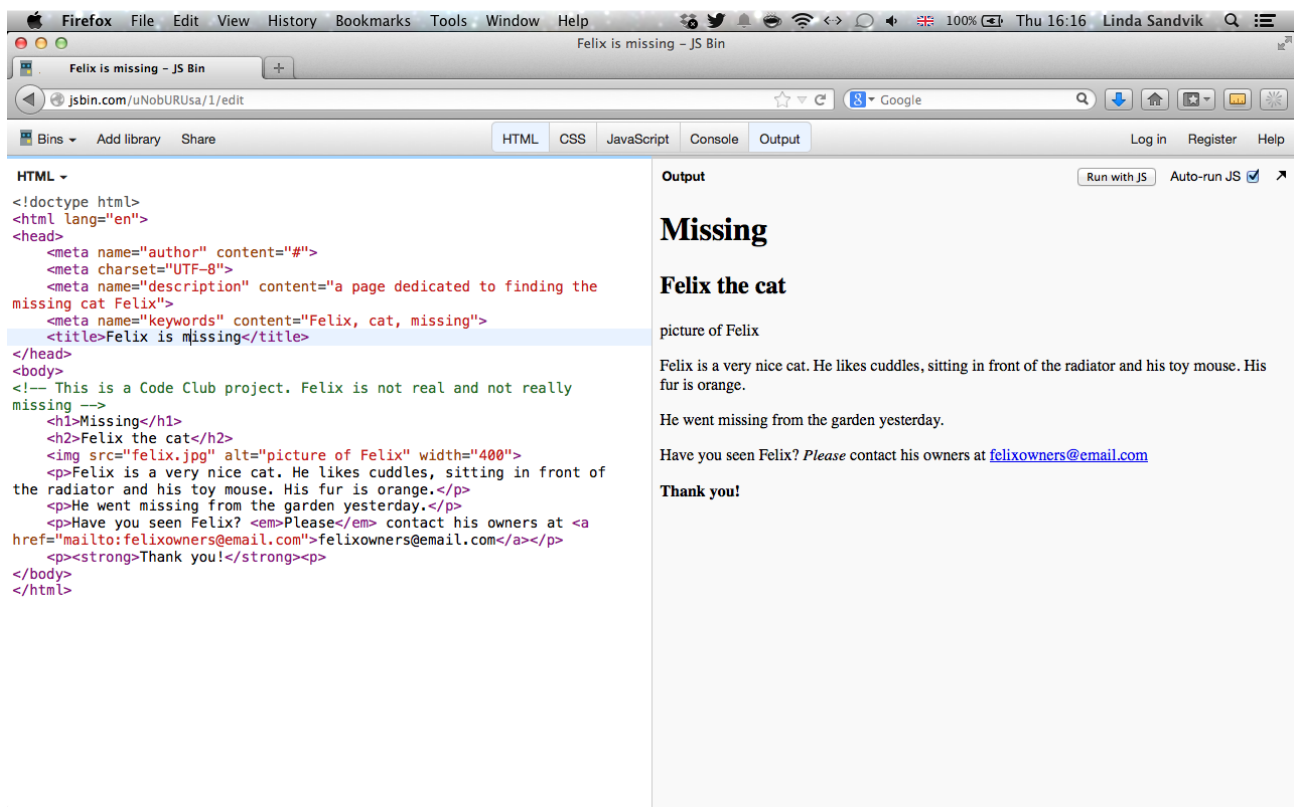 Firefox File Edit View History Bookmarks Tools Window Help 100% Thu 16:16 Linda Sandvik
Felix is missing – JS Bin
Felix is missing – JS Bin +
jsbin.com/uNobURUsa/1/edit Google
Bins Add library Share HTML CSS JavaScript Console Output Log in Register Help
HTML
<!doctype html>
<html lang="en">
<head>
    <meta name="author" content="#">
    <meta charset="UTF-8">
    <meta name="description" content="a page dedicated to finding the
missing cat Felix">
    <meta name="keywords" content="Felix, cat, missing">
    <title>Felix is missing</title>
</head>
<body>
<!-- This is a Code Club project. Felix is not real and not really
missing -->
    <h1>Missing</h1>
    <h2>Felix the cat</h2>
    <img src="felix.jpg" alt="picture of Felix" width="400">
    <p>Felix is a very nice cat. He likes cuddles, sitting in front of
the radiator and his toy mouse. His fur is orange.</p>
    <p>He went missing from the garden yesterday.</p>
    <p>Have you seen Felix? <em>Please</em> contact his owners at <a
href="mailto:felixowners@email.com">felixowners@email.com</a></p>
    <p><strong>Thank you!</strong><p>
</body>
</html>
Output Run with JS Auto-run JS
Missing
Felix the cat
picture of Felix
Felix is a very nice cat. He likes cuddles, sitting in front of the radiator and his toy mouse. His
fur is orange.
He went missing from the garden yesterday.
Have you seen Felix? Please contact his owners at felixowners@email.com
Thank you!